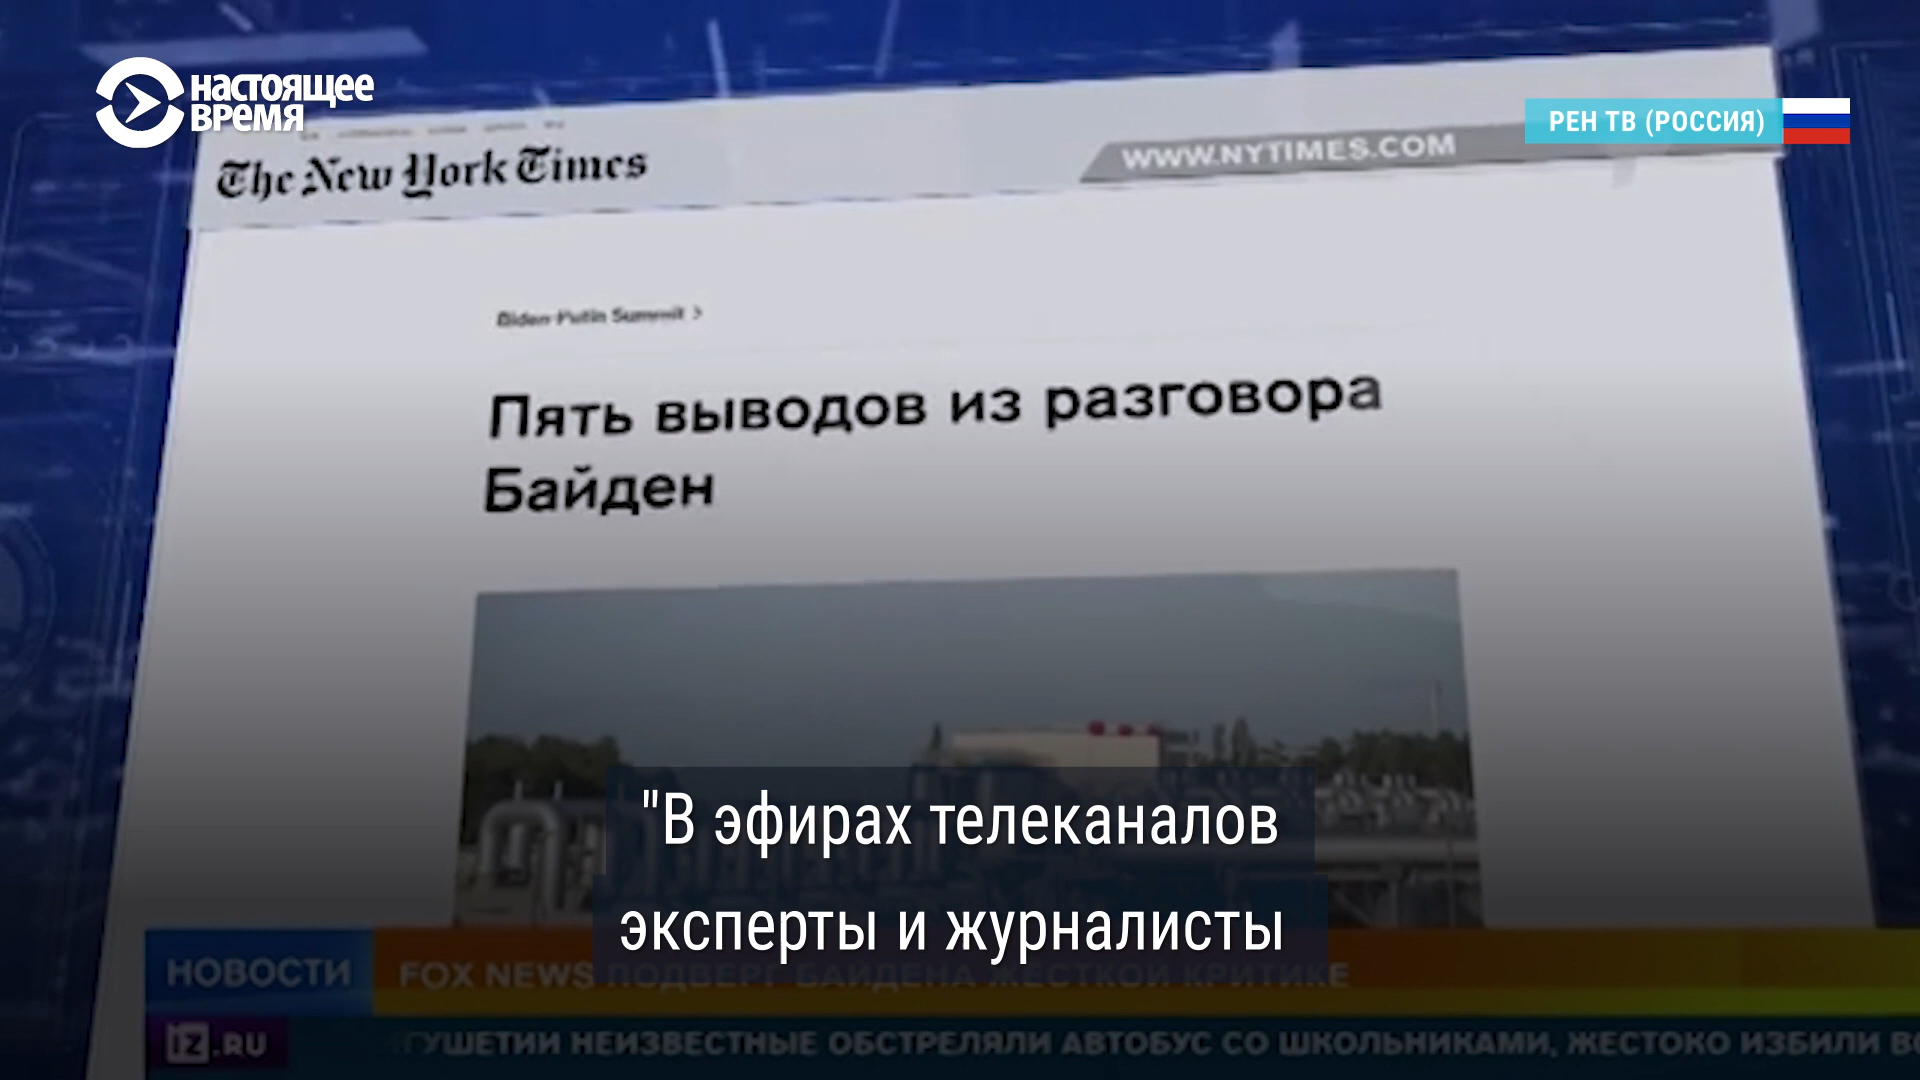 НАСТОЯЩЕЕ
ВРЕМЯ
РЕН ТВ (РОССИЯ)
The New York Times
WWW.NYTIMES.COM
Biden-Putin Summit >
Пять выводов из разговора
Байден
"В эфирах телеканалов
эксперты и журналисты
НОВОСТИ
FOX NEWS ПОДВЕРГ БАЙДЕНА ЖЕСТКОЙ КРИТИКЕ
IZ.RU
ГУШЕТИИ НЕИЗВЕСТНЫЕ ОБСТРЕЛЯЛИ АВТОБУС СО ШКОЛЬНИКАМИ, ЖЕСТОКО ИЗБИЛИ ВО